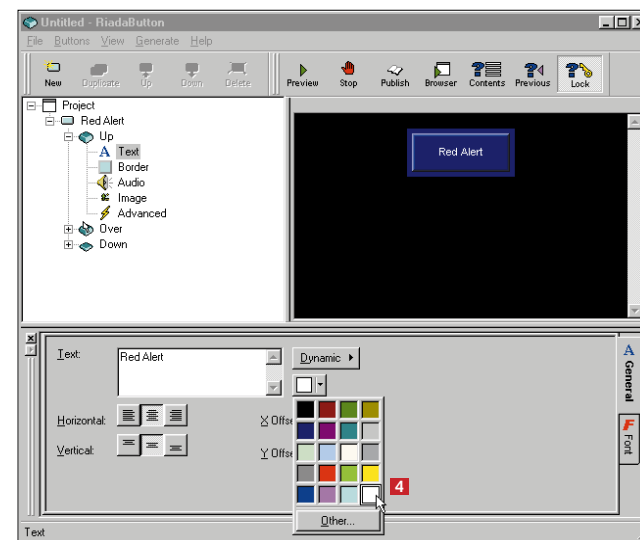 Untitled - RiadaButton
File Buttons View Generate Help
New Duplicate Up Down Delete Preview Stop Publish Browser Contents Previous Lock
Project
Red Alert
Up
A Text
Border
Audio
Image
Advanced
Over
Down
Red Alert
Text: Red Alert Dynamic
Horizontal: X Offse
Vertical: Y Offse
4
Other...
A General
F Font
Text